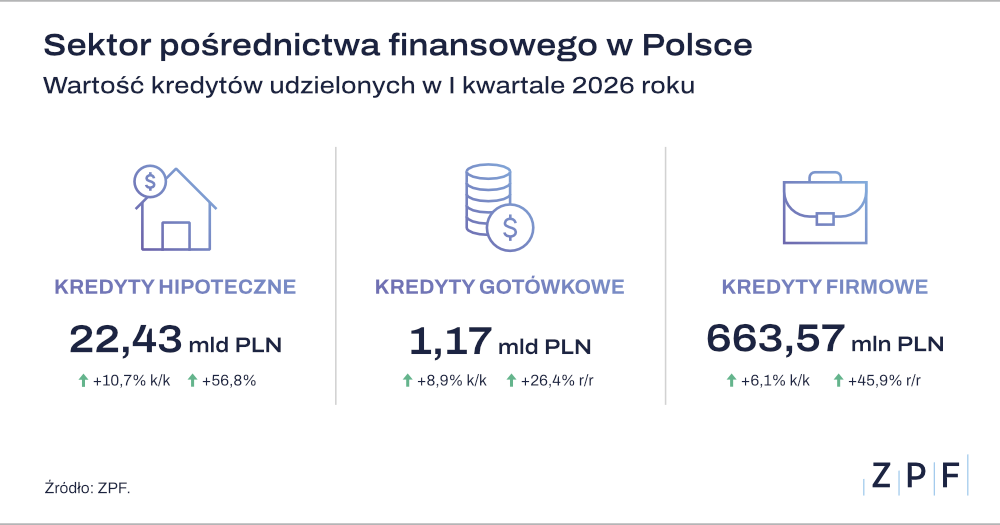 Sektor pośrednictwa finansowego w Polsce
Wartość kredytów udzielonych w I kwartale 2026 roku
$
KREDYTY HIPOTECZNE
22,43 mld PLN
+10,7% k/k +56,8%
$
KREDYTY GOTÓWKOWE
1,17 mld PLN
+8,9% k/k +26,4% r/r
KREDYTY FIRMOWE
663,57 mln PLN
+6,1% k/k +45,9% r/r
Źródło: ZPF.
ZPF